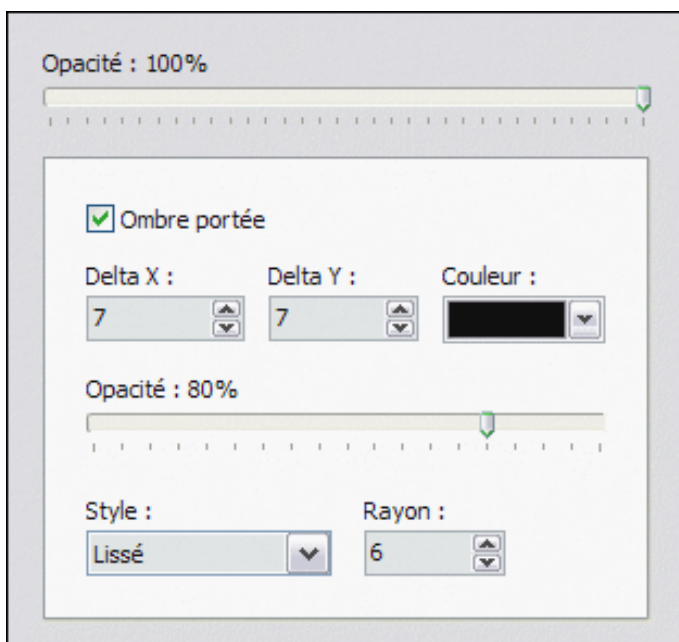 Opacité : 100%
Ombre portée
Delta X : Delta Y : Couleur :
7 7
Opacité : 80%
Style : Rayon :
Lissé 6